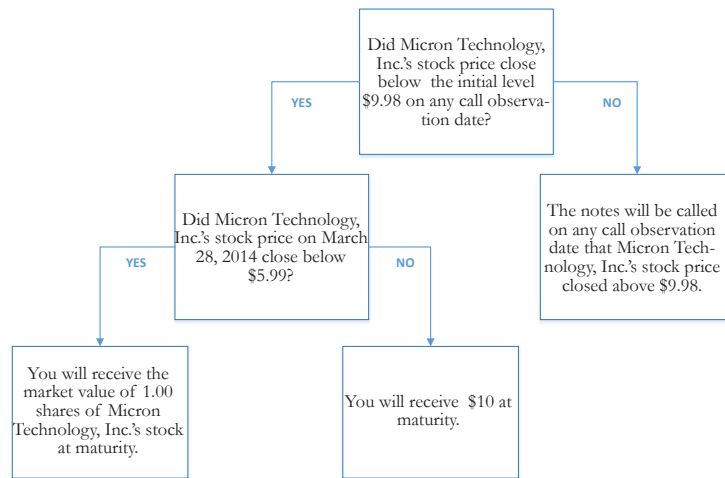 Did Micron Technology,
Inc.'s stock price close
below the initial level
$9.98 on any call observa-
tion date?
YES
NO
Did Micron Technology,
Inc.'s stock price on March
28, 2014 close below
$5.99?
The notes will be called
on any call observation
date that Micron Tech-
nology, Inc.'s stock price
closed above $9.98.
YES
NO
You will receive the
market value of 1.00
shares of Micron
Technology, Inc.'s stock
at maturity.
You will receive $10 at
maturity.